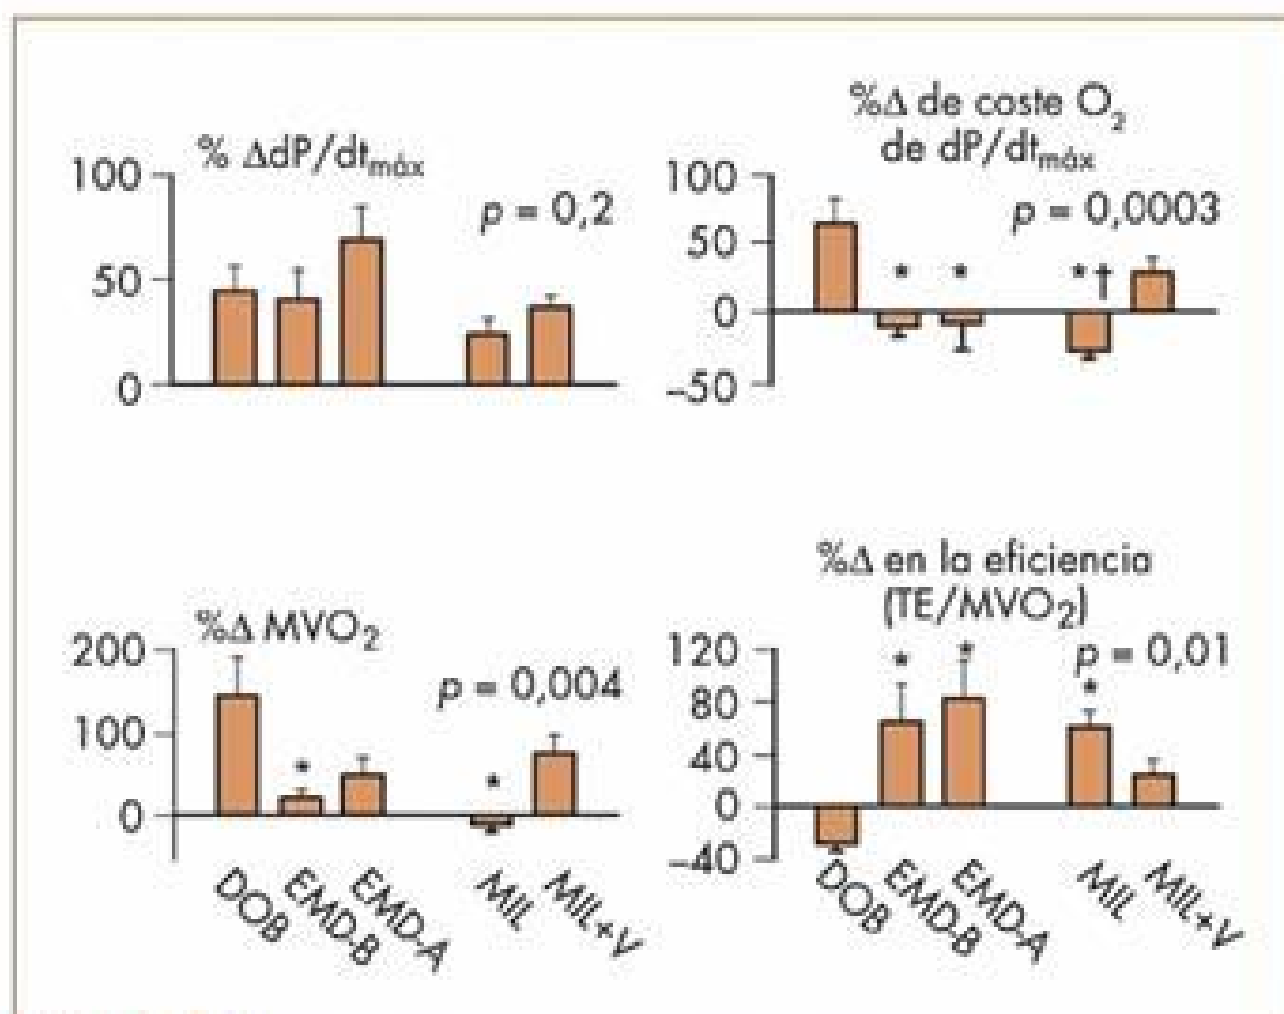 % ΔdP/dtmáx
100
50
0
p = 0,2
%Δ de coste O2
de dP/dtmáx
100
50
0
–50
p = 0,0003
* * *†
%Δ MVO2
200
100
0
p = 0,004
* *
DOB EMD-B EMD-A MIL MIL+V
%Δ en la eficiencia
(TE/MVO2)
120
80
40
0
–40
p = 0,01
* * *
DOB EMD-B EMD-A MIL MIL+V